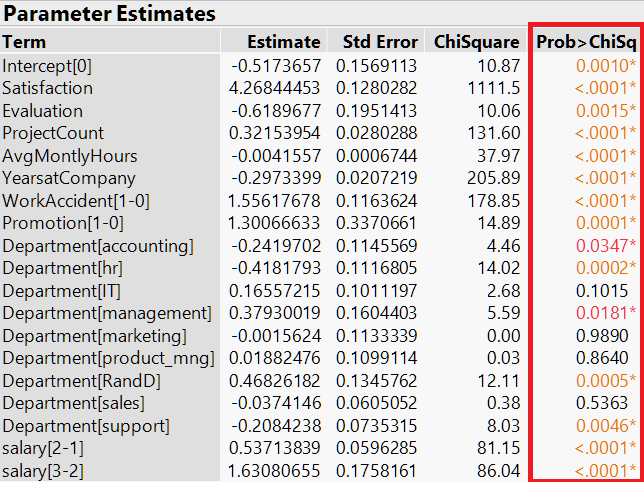 Parameter Estimates
Term Estimate Std Error ChiSquare Prob>ChiSq
Intercept[0] -0.5173657 0.1569113 10.87 0.0010*
Satisfaction 4.26844453 0.1280282 1111.5 <.0001*
Evaluation -0.6189677 0.1951413 10.06 0.0015*
ProjectCount 0.32153954 0.0280288 131.60 <.0001*
AvgMontlyHours -0.0041557 0.0006744 37.97 <.0001*
YearsatCompany -0.2973399 0.0207219 205.89 <.0001*
WorkAccident[1-0] 1.55617678 0.1163624 178.85 <.0001*
Promotion[1-0] 1.30066633 0.3370661 14.89 0.0001*
Department[accounting] -0.2419702 0.1145569 4.46 0.0347*
Department[hr] -0.4181793 0.1116805 14.02 0.0002*
Department[IT] 0.16557215 0.1011197 2.68 0.1015
Department[management] 0.37930019 0.1604403 5.59 0.0181*
Department[marketing] -0.0015624 0.1133339 0.00 0.9890
Department[product_mng] 0.01882476 0.1099114 0.03 0.8640
Department[RandD] 0.46826182 0.1345762 12.11 0.0005*
Department[sales] -0.0374146 0.0605052 0.38 0.5363
Department[support] -0.2084238 0.0735315 8.03 0.0046*
salary[2-1] 0.53713839 0.0596285 81.15 <.0001*
salary[3-2] 1.63080655 0.1758161 86.04 <.0001*